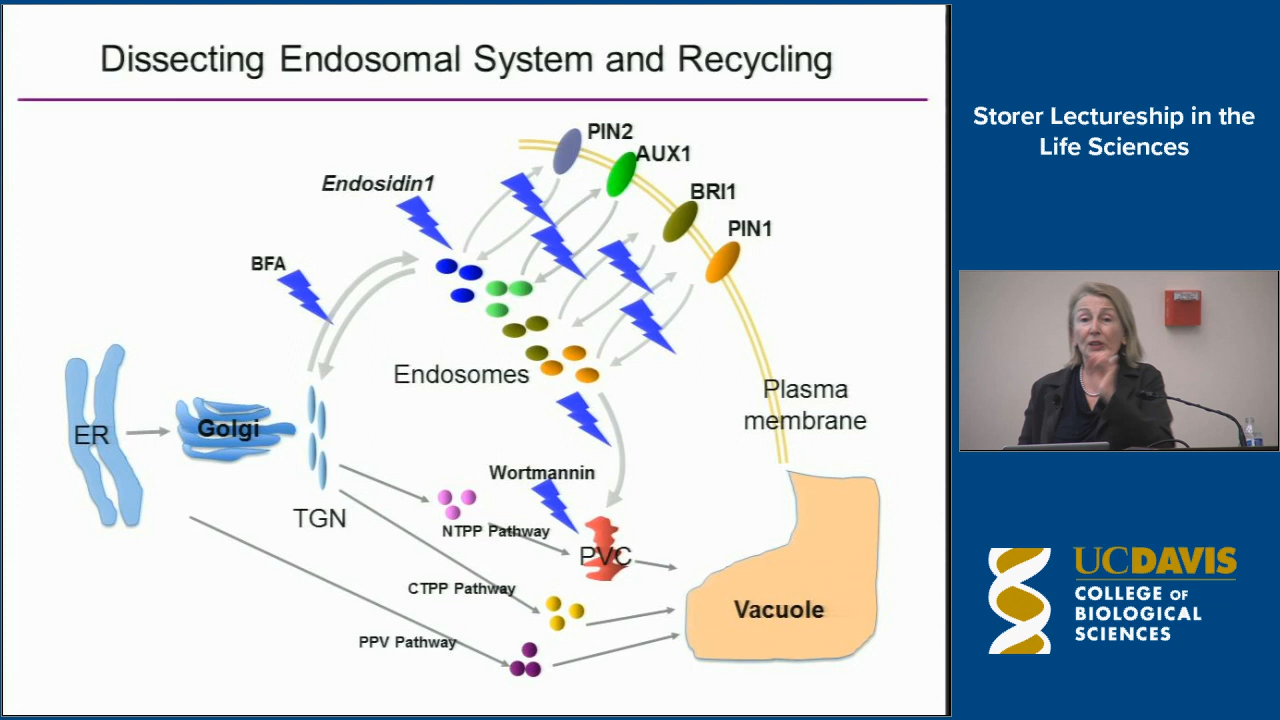 Dissecting Endosomal System and Recycling
PIN2
AUX1
BRI1
PIN1
Endosidin1
BFA
Endosomes
Plasma
membrane
ER
Golgi
TGN
Wortmannin
NTPP Pathway
PVC
CTPP Pathway
PPV Pathway
Vacuole
Storer Lectureship in the
Life Sciences
UCDAVIS
COLLEGE OF
BIOLOGICAL
SCIENCES